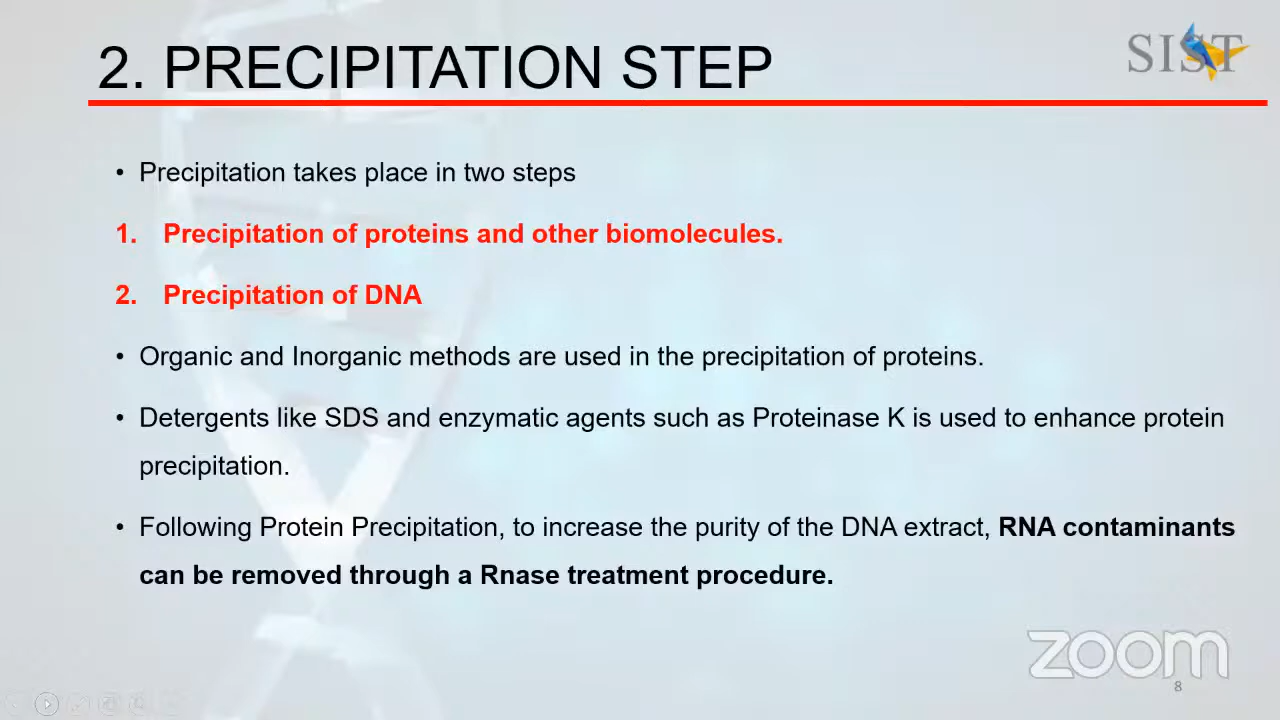 2. PRECIPITATION STEP
SIST
• Precipitation takes place in two steps
1. Precipitation of proteins and other biomolecules.
2. Precipitation of DNA
• Organic and Inorganic methods are used in the precipitation of proteins.
• Detergents like SDS and enzymatic agents such as Proteinase K is used to enhance protein
precipitation.
• Following Protein Precipitation, to increase the purity of the DNA extract, RNA contaminants
can be removed through a Rnase treatment procedure.
zoom
8